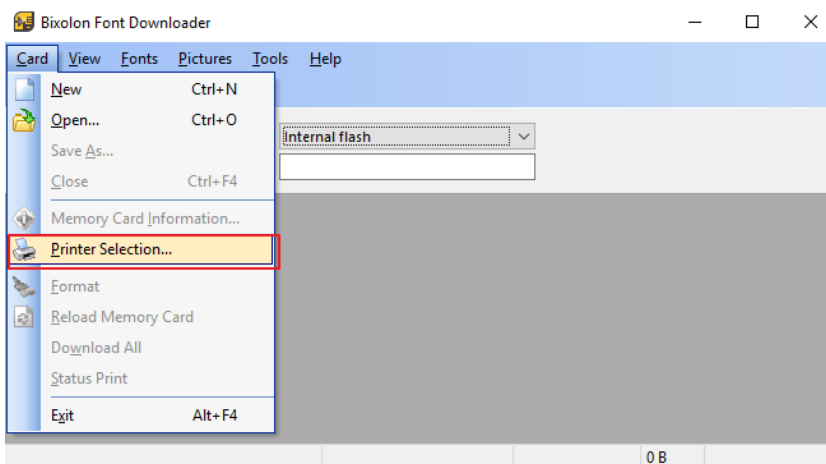 Bixolon Font Downloader
Card View Fonts Pictures Tools Help
New Ctrl+N
Open... Ctrl+O
Internal flash
Save As...
Close Ctrl+F4
Memory Card Information...
Printer Selection...
Format
Reload Memory Card
Download All
Status Print
Exit Alt+F4
0 B